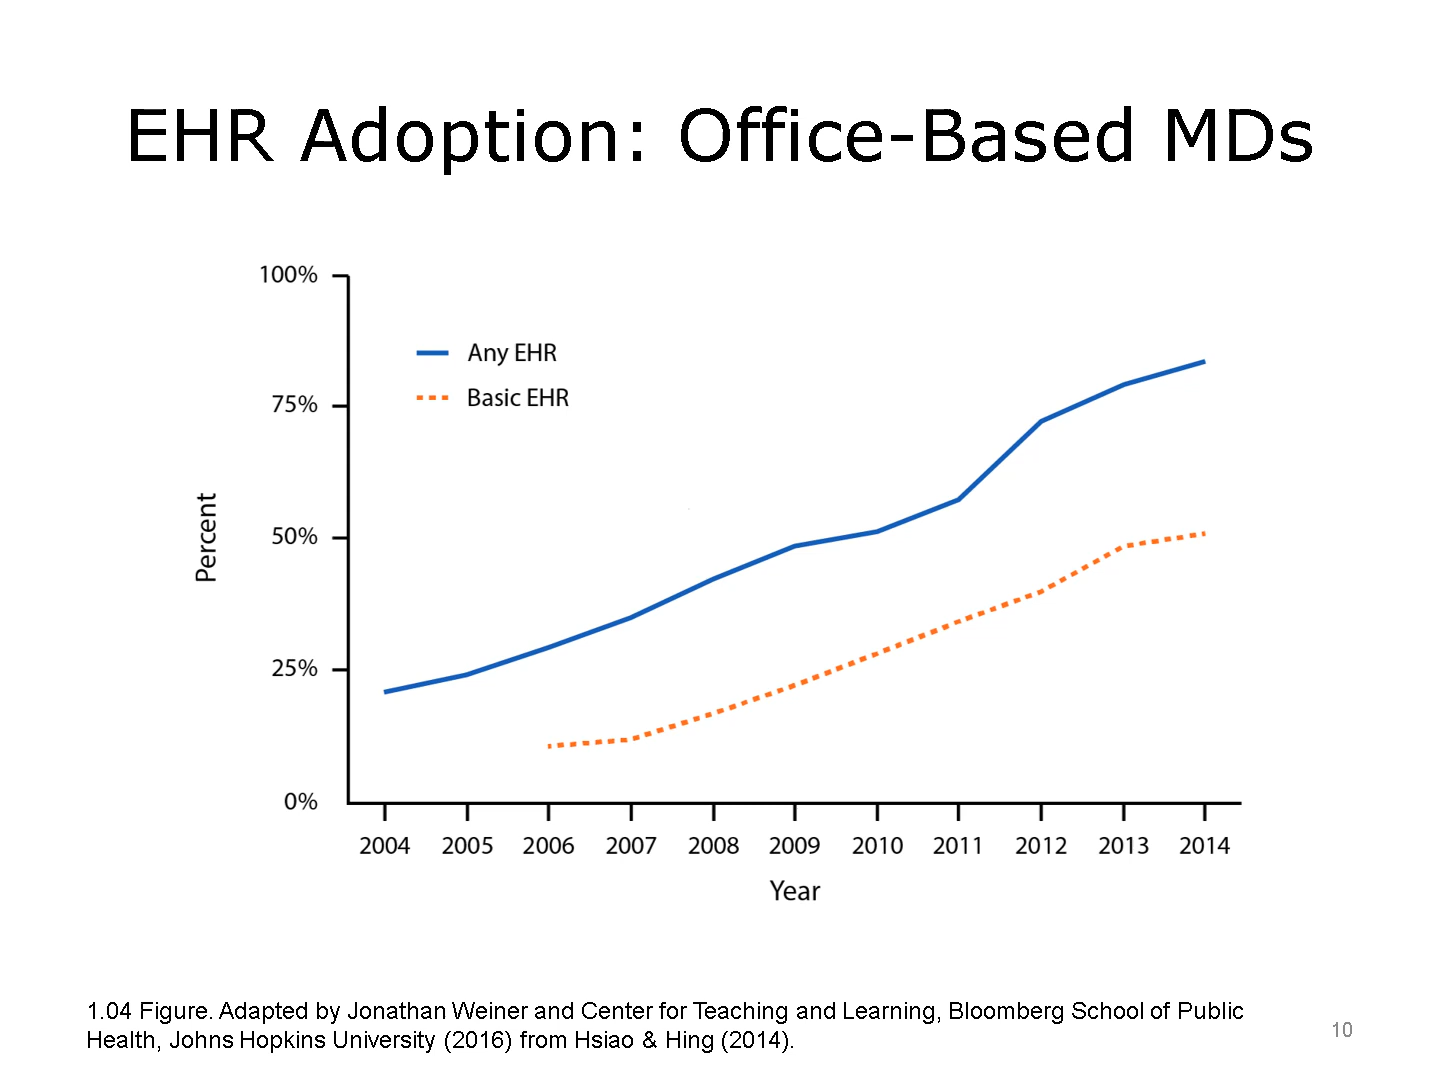 EHR Adoption: Office-Based MDs
100%
Any EHR
Basic EHR
75%
Percent
50%
25%
0%
2004 2005 2006 2007 2008 2009 2010 2011 2012 2013 2014
Year
1.04 Figure. Adapted by Jonathan Weiner and Center for Teaching and Learning, Bloomberg School of Public
Health, Johns Hopkins University (2016) from Hsiao & Hing (2014).
10